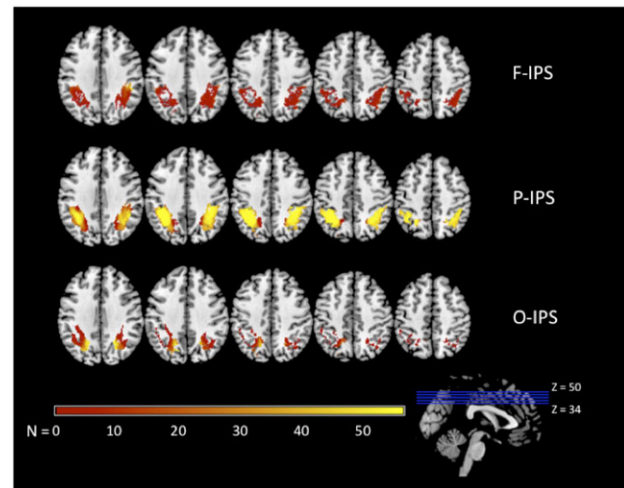 F-IPS
P-IPS
O-IPS
Z = 50
Z = 34
N = 0 10 20 30 40 50